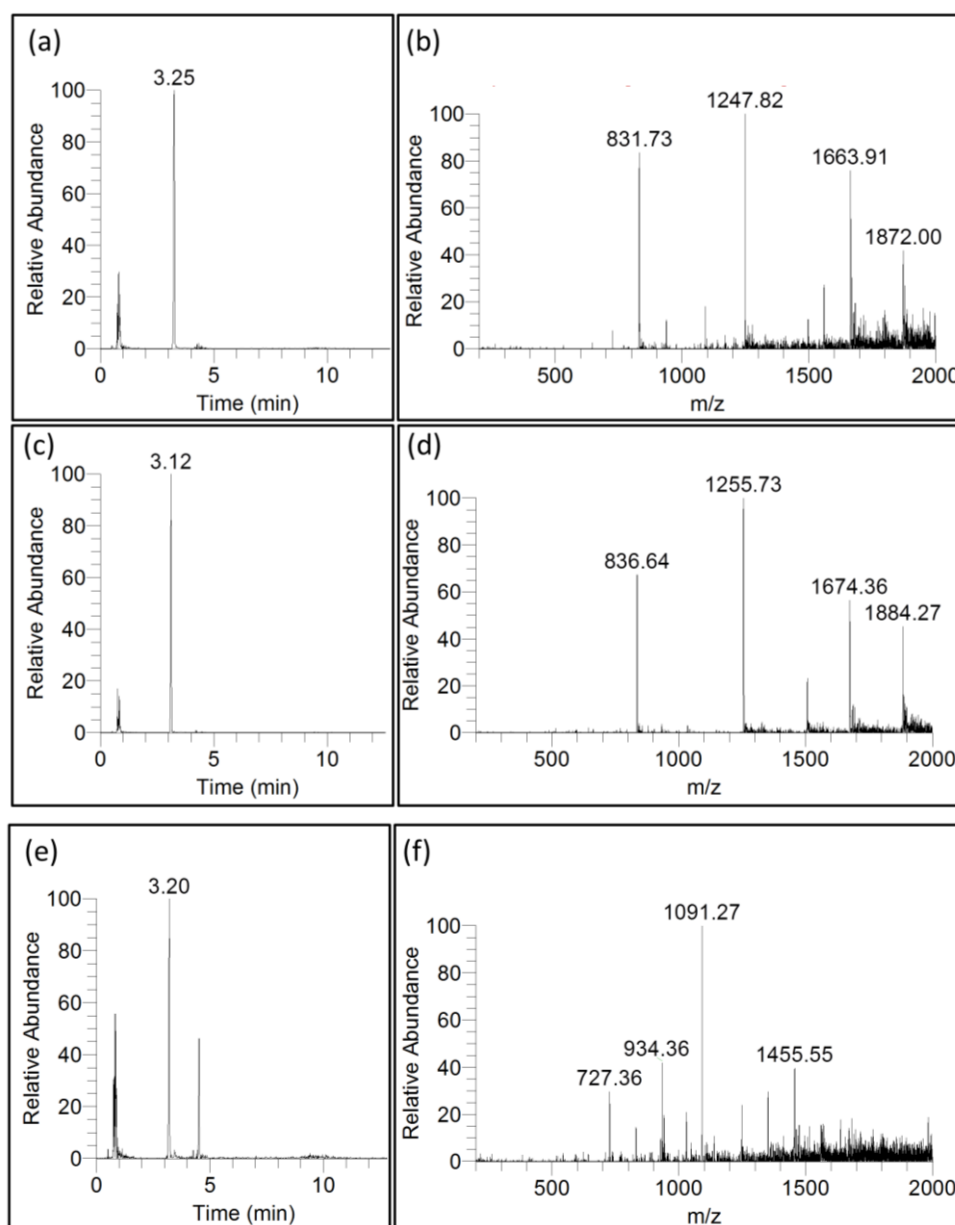 (a)
3.25
100
80
60
40
20
0
Relative Abundance
0 5 10
Time (min)
(b)
1247.82
831.73
1663.91
1872.00
100
80
60
40
20
0
Relative Abundance
500 1000 1500 2000
m/z
(c)
3.12
100
80
60
40
20
0
Relative Abundance
0 5 10
Time (min)
(d)
1255.73
836.64
1674.36
1884.27
100
80
60
40
20
0
Relative Abundance
500 1000 1500 2000
m/z
(e)
3.20
100
80
60
40
20
0
Relative Abundance
0 5 10
Time (min)
(f)
1091.27
934.36
727.36
1455.55
100
80
60
40
20
0
Relative Abundance
500 1000 1500 2000
m/z